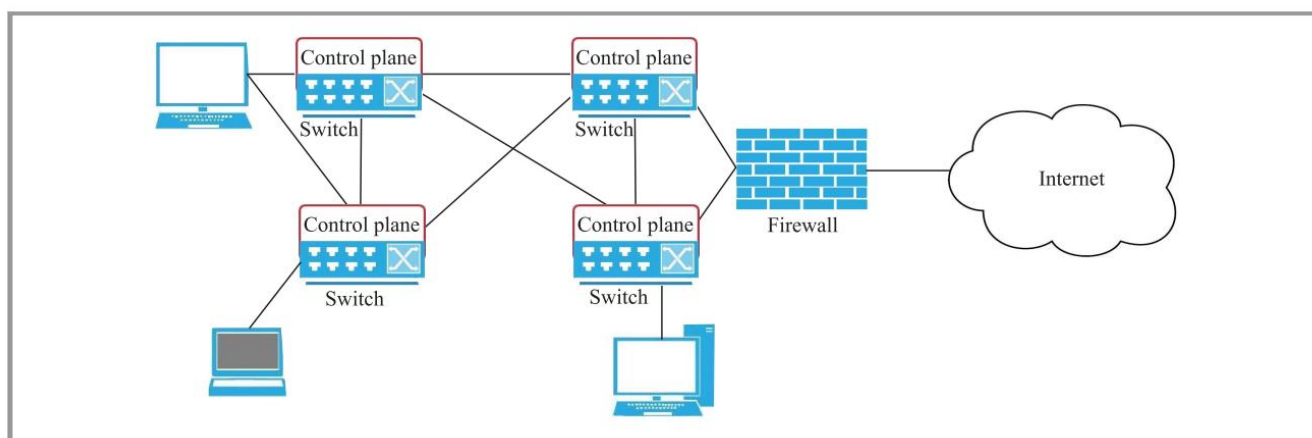 Control plane
Control plane
Switch
Switch
Internet
Control plane
Control plane
Firewall
Switch
Switch